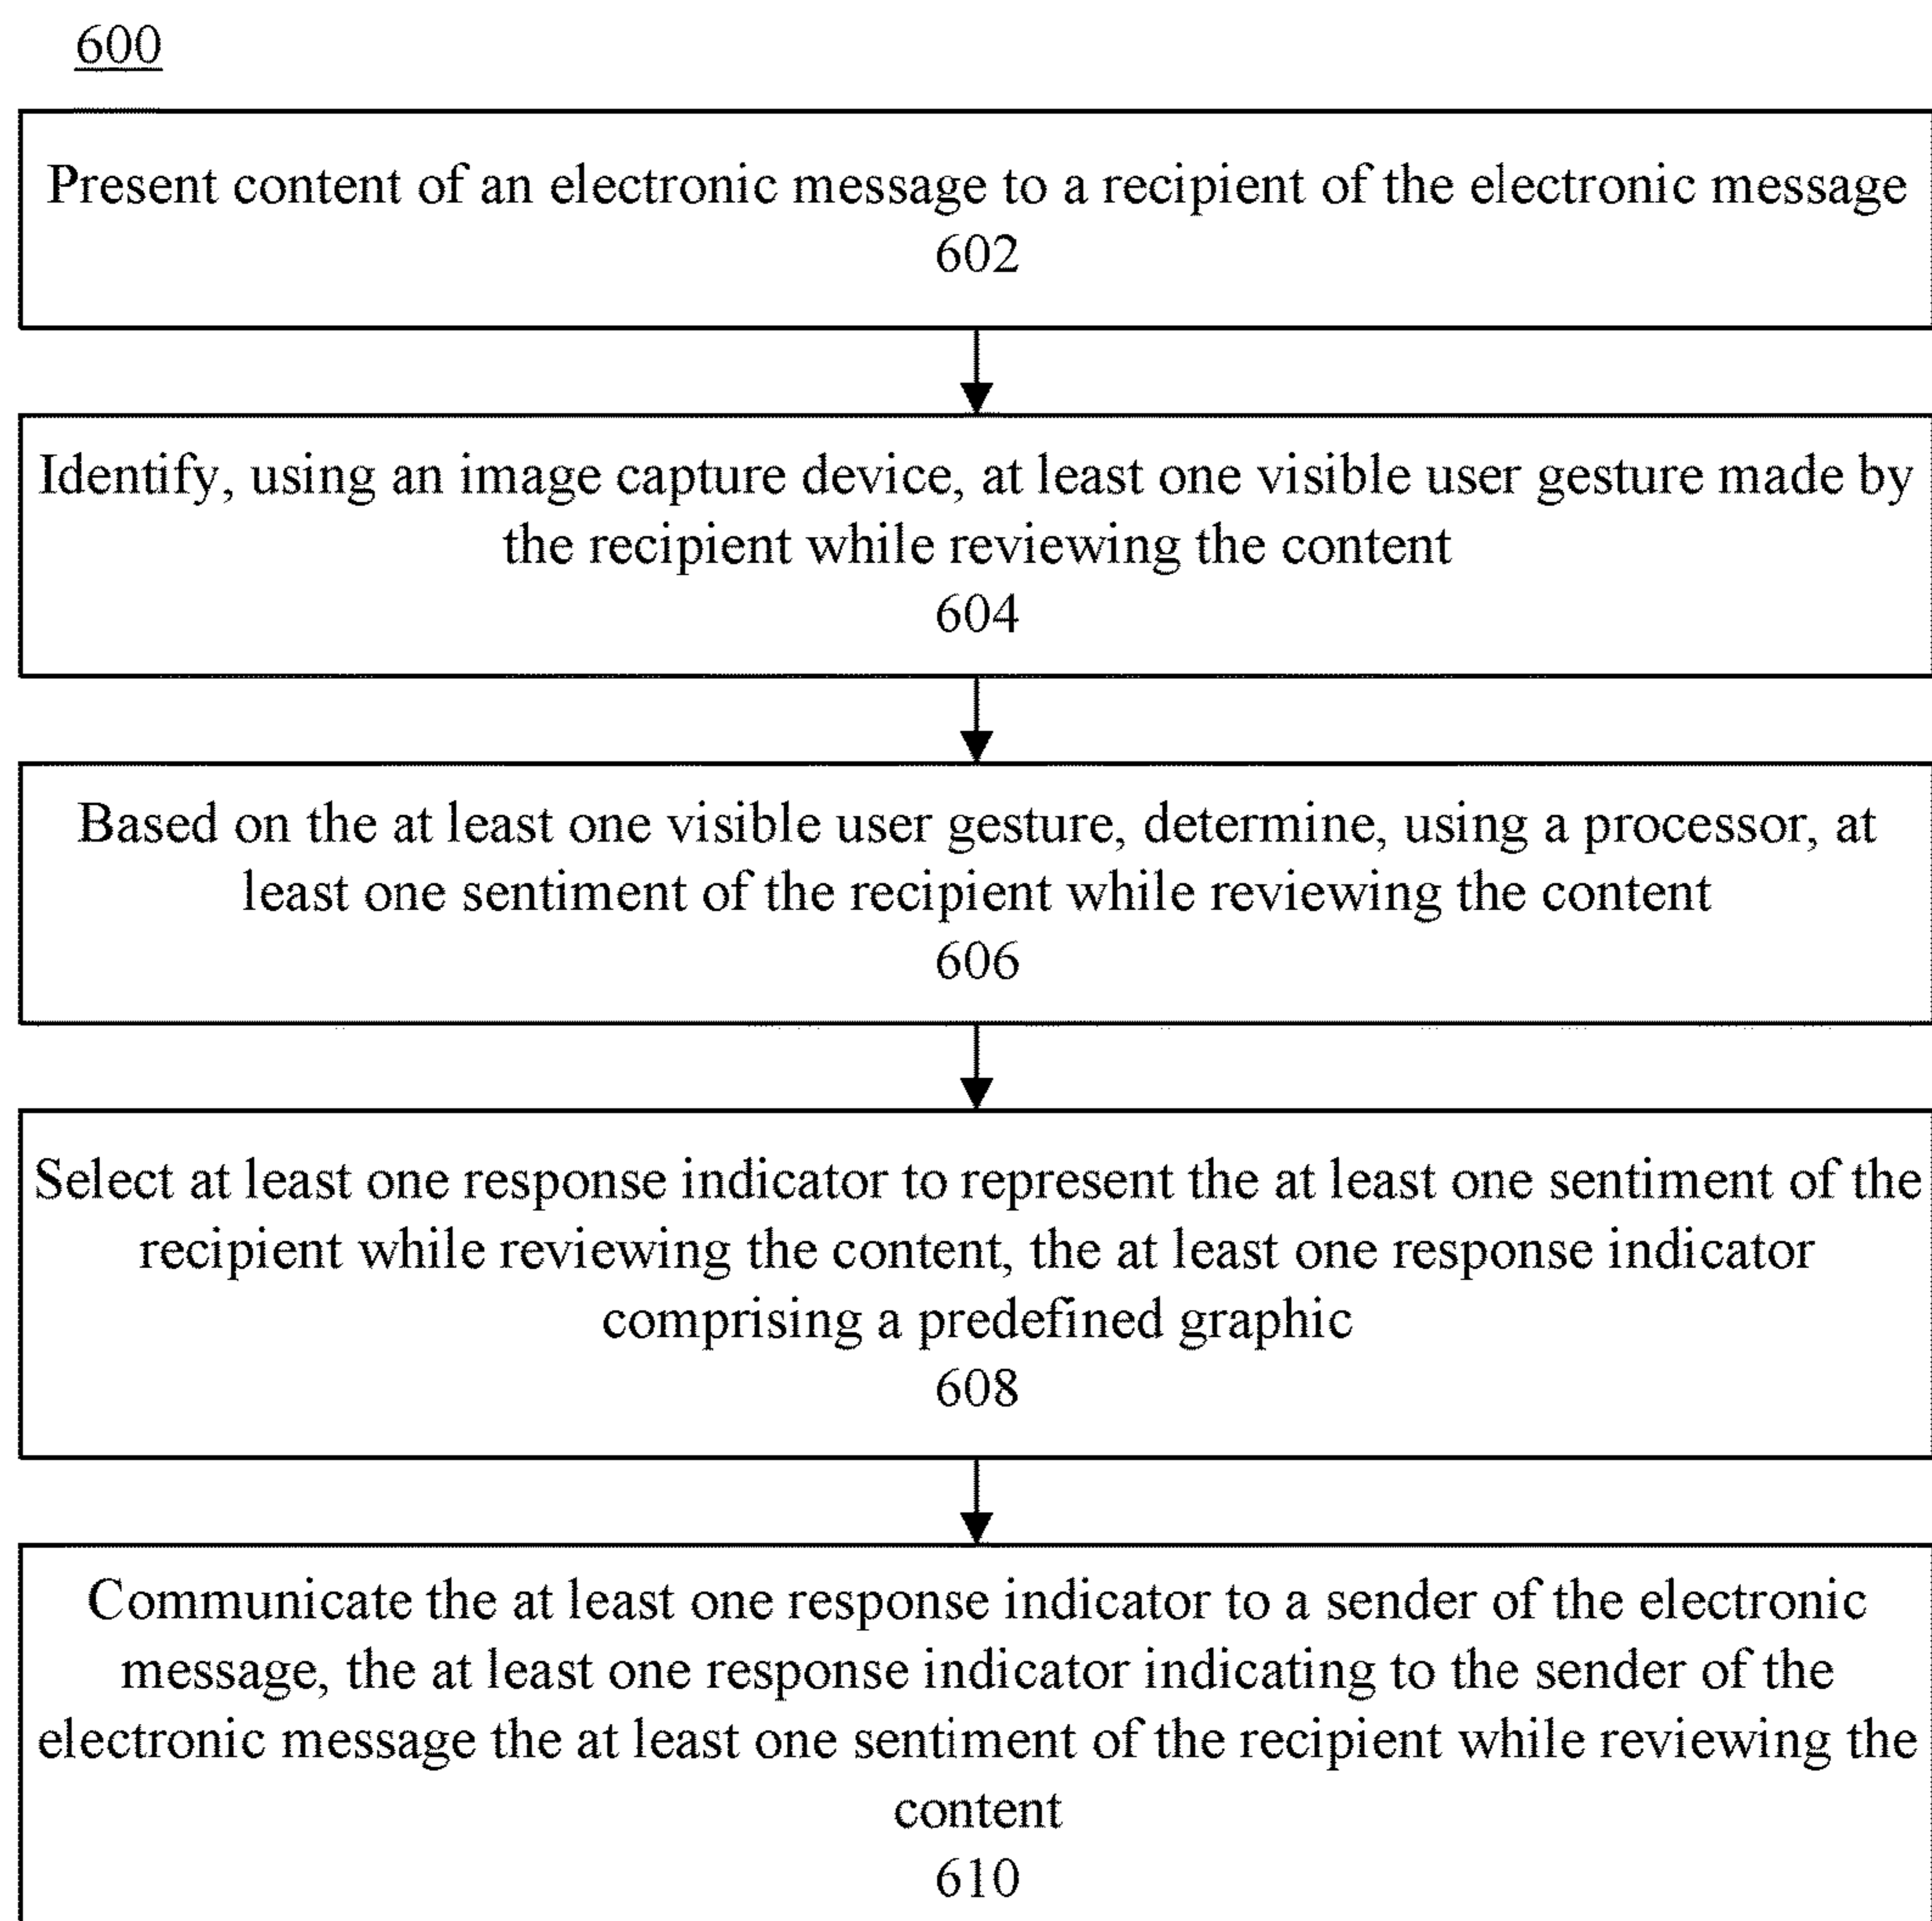 600
Present content of an electronic message to a recipient of the electronic message
602
Identify, using an image capture device, at least one visible user gesture made by
the recipient while reviewing the content
604
Based on the at least one visible user gesture, determine, using a processor, at
least one sentiment of the recipient while reviewing the content
606
Select at least one response indicator to represent the at least one sentiment of the
recipient while reviewing the content, the at least one response indicator
comprising a predefined graphic
608
Communicate the at least one response indicator to a sender of the electronic
message, the at least one response indicator indicating to the sender of the
electronic message the at least one sentiment of the recipient while reviewing the
content
610